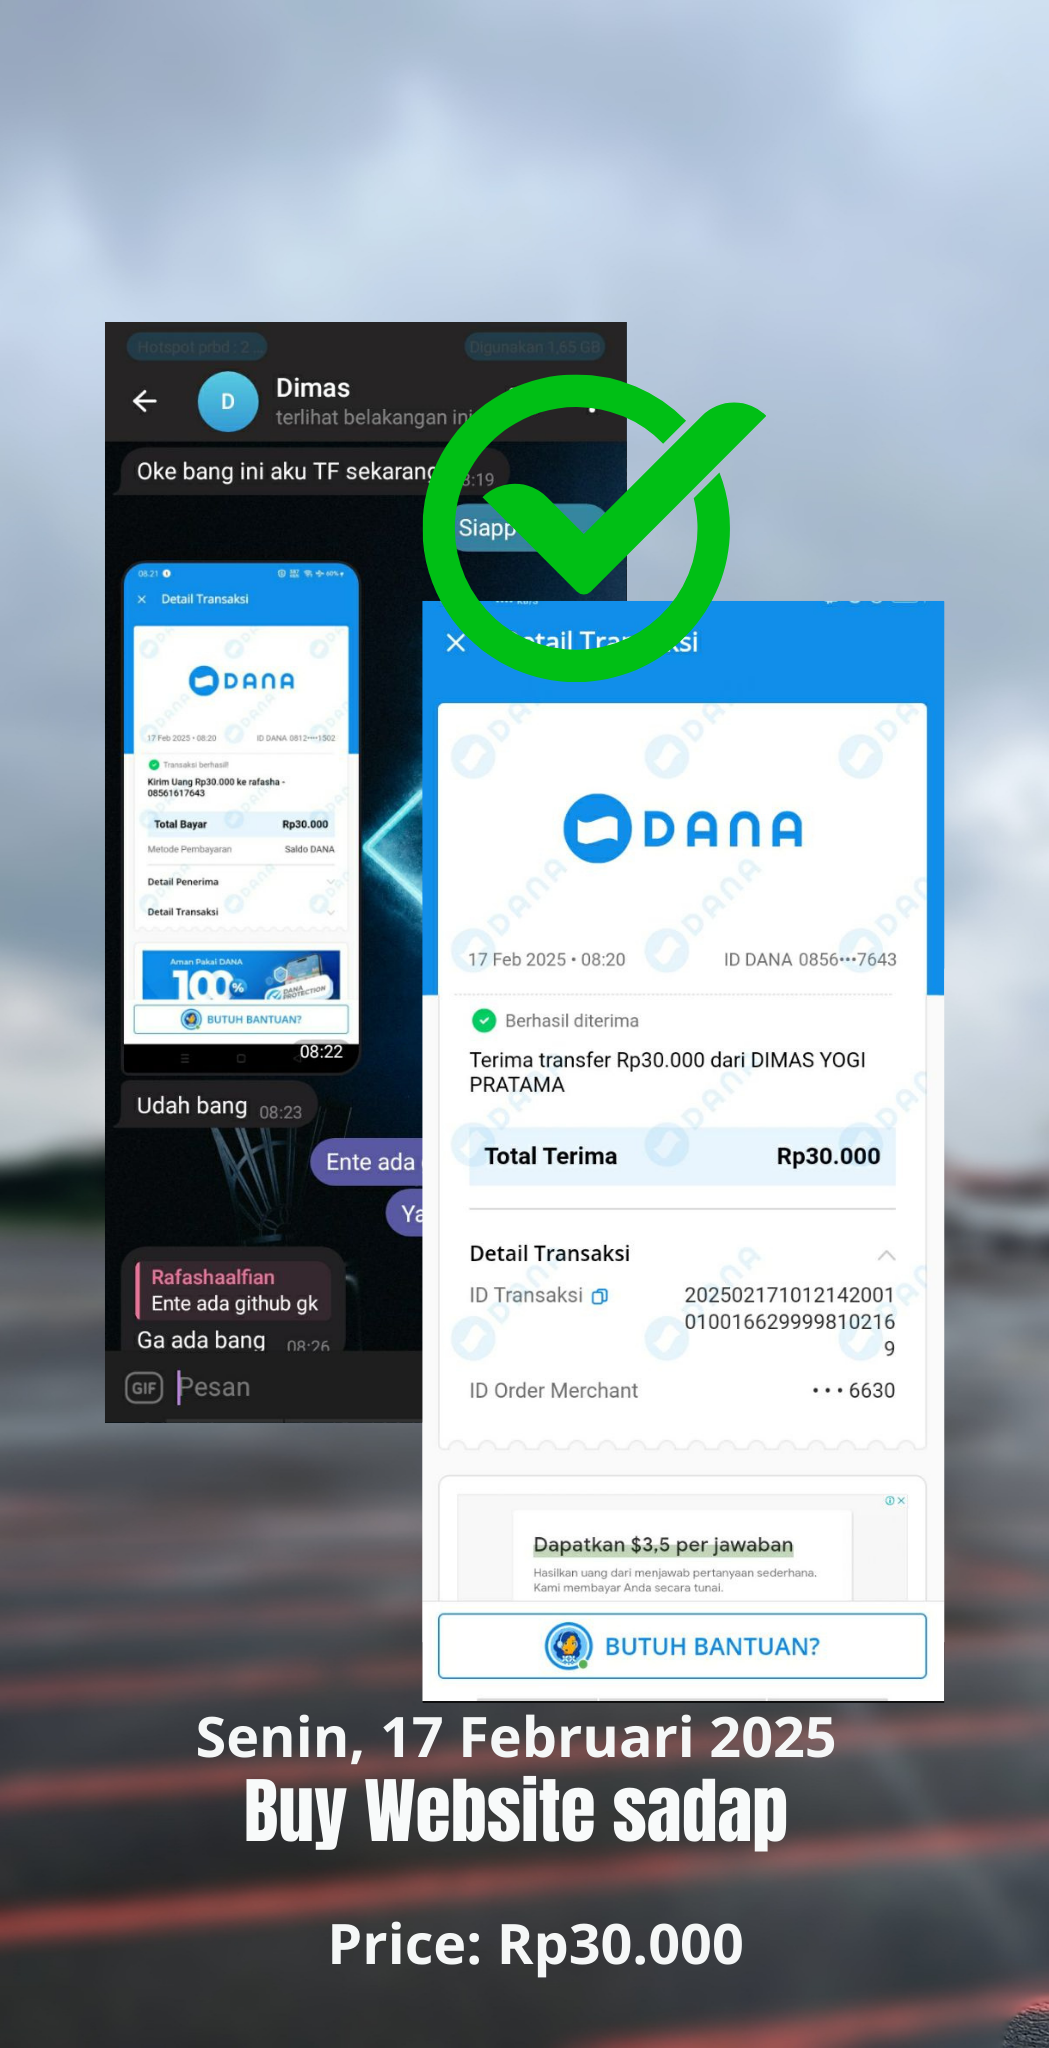 Hotspot prbd : 2 ...
Digunakan 1,65 GB
D
Dimas
terlihat belakangan ini
Oke bang ini aku TF sekarang
8:19
Siapp
08.21
60%
Detail Transaksi
DANA
17 Feb 2025 • 08:20
ID DANA 0812••••1502
Transaksi berhasil!
Kirim Uang Rp30.000 ke rafasha -
08561617643
Total Bayar
Rp30.000
Metode Pembayaran
Saldo DANA
Detail Penerima
Detail Transaksi
Aman Pakai DANA
100%
DANA
PROTECTION
BUTUH BANTUAN?
08:22
Udah bang
08:23
Ente ada
Ya
Rafashaalfian
Ente ada github gk
Ga ada bang
08:26
GIF
Pesan
Detail Transaksi
DANA
17 Feb 2025 • 08:20
ID DANA 0856•••7643
Berhasil diterima
Terima transfer Rp30.000 dari DIMAS YOGI
PRATAMA
Total Terima
Rp30.000
Detail Transaksi
ID Transaksi
202502171012142001
010016629999810216
9
ID Order Merchant
• • • 6630
Dapatkan $3,5 per jawaban
Hasilkan uang dari menjawab pertanyaan sederhana.
Kami membayar Anda secara tunai.
BUTUH BANTUAN?
Senin, 17 Februari 2025
Buy Website sadap
Price: Rp30.000